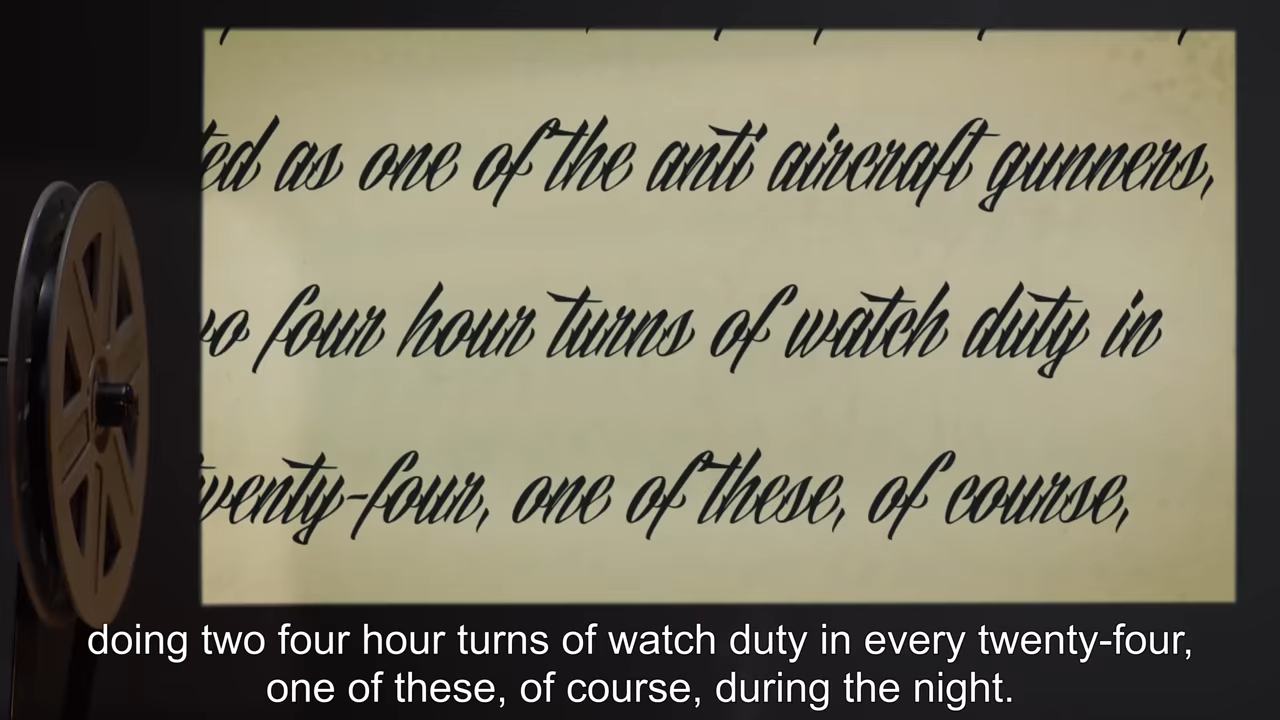 ted as one of the anti aircraft gunners,
wo four hour turns of watch duty in
twenty-four, one of these, of course,
doing two four hour turns of watch duty in every twenty-four,
one of these, of course, during the night.